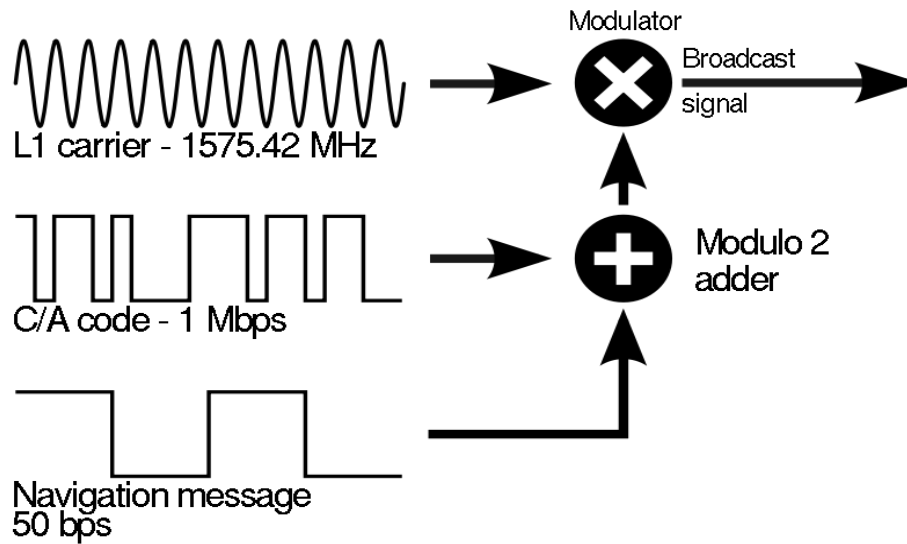 Modulator
Broadcast
signal
L1 carrier - 1575.42 MHz
Modulo 2
adder
C/A code - 1 Mbps
Navigation message
50 bps